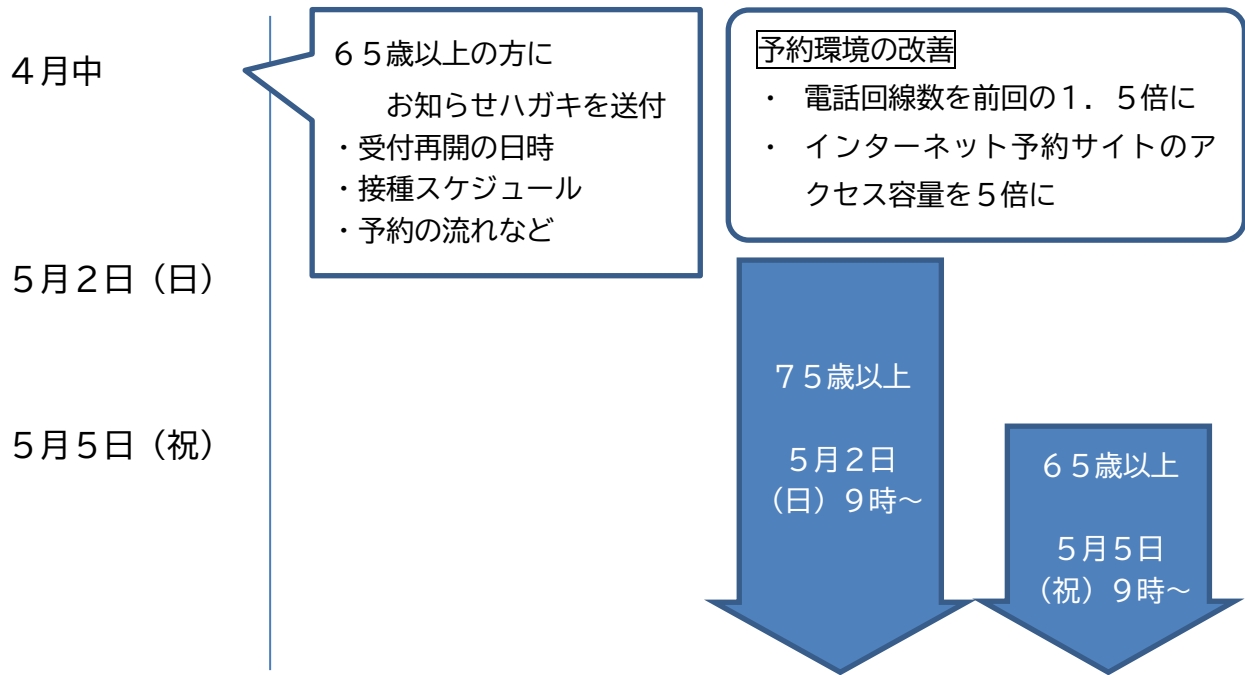 ４月中
６５歳以上の方に
お知らせハガキを送付
・受付再開の日時
・接種スケジュール
・予約の流れなど
予約環境の改善
・ 電話回線数を前回の１．５倍に
・ インターネット予約サイトのア
クセス容量を５倍に
５月２日（日）
５月５日（祝）
７５歳以上
５月２日
（日）９時～
６５歳以上
５月５日
（祝）９時～